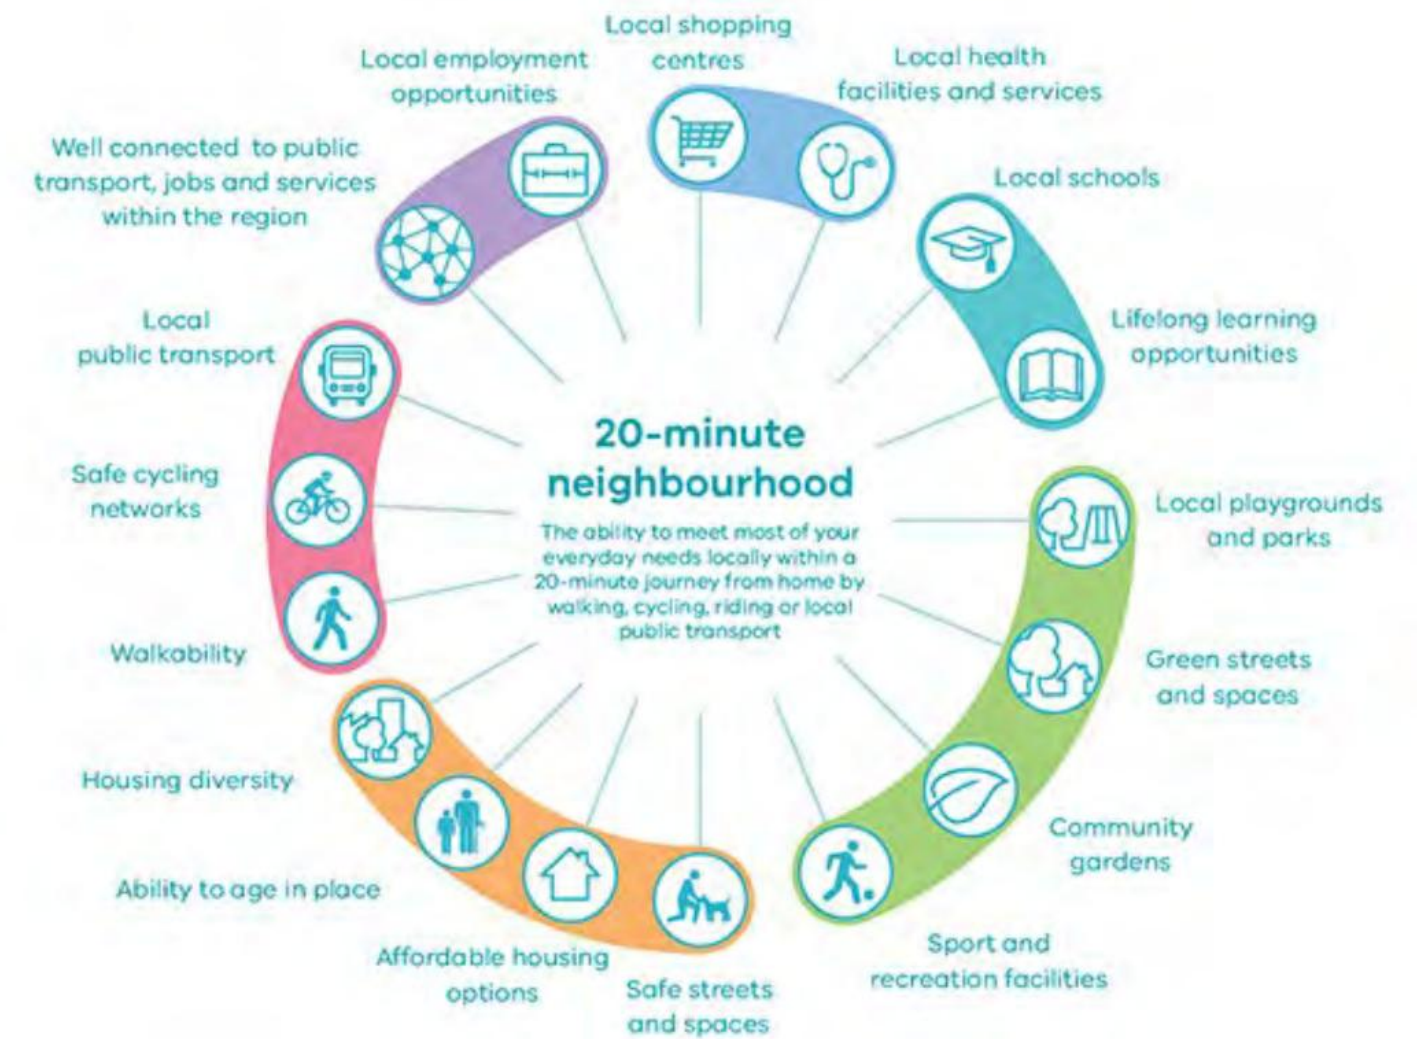 Local shopping
centres
Local health
facilities and services
Local schools
Lifelong learning
opportunities
Local playgrounds
and parks
Green streets
and spaces
Community
gardens
Sport and
recreation facilities
Safe streets
and spaces
Affordable housing
options
Ability to age in place
Housing diversity
Walkability
Safe cycling
networks
Local
public transport
Well connected to public
transport, jobs and services
within the region
Local employment
opportunities
20-minute
neighbourhood
The ability to meet most of your
everyday needs locally within a
20-minute journey from home by
walking, cycling, riding or local
public transport